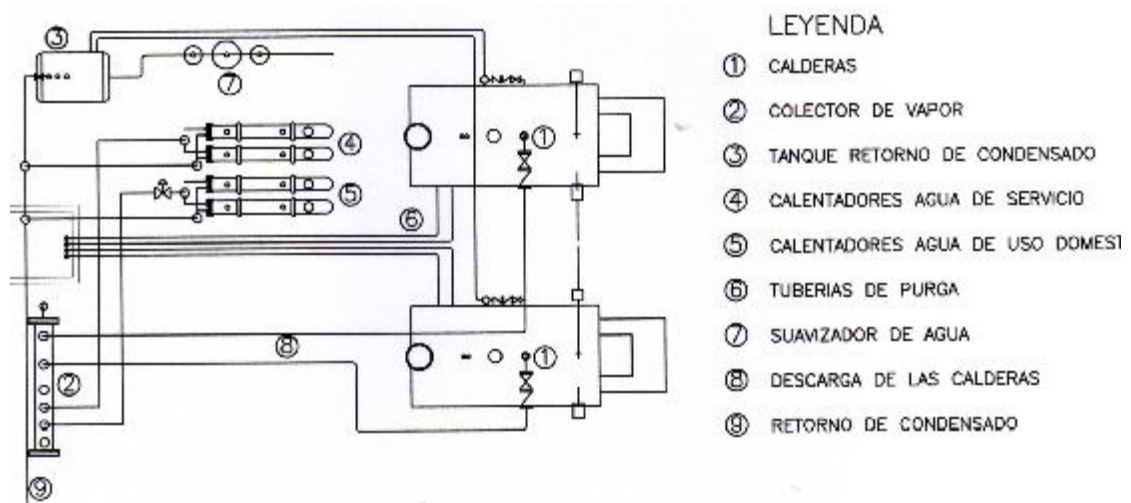 LEYENDA
① CALDERAS
② COLECTOR DE VAPOR
③ TANQUE RETORNO DE CONDENSADO
④ CALENTADORES AGUA DE SERVICIO
⑤ CALENTADORES AGUA DE USO DOMEST
⑥ TUBERIAS DE PURGA
⑦ SUAVIZADOR DE AGUA
⑧ DESCARGA DE LAS CALDERAS
⑨ RETORNO DE CONDENSADO
③
⑦
④
⑤
①
⑥
⑧
①
②
⑨